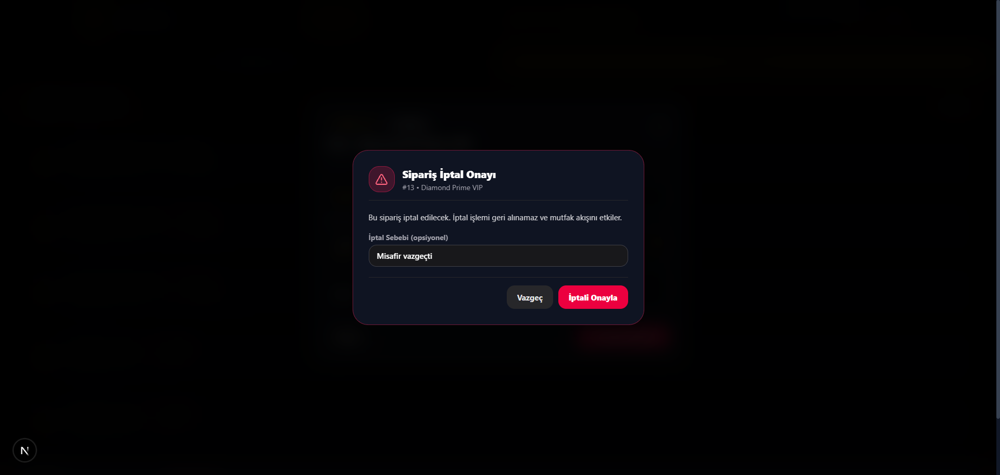 Sipariş İptal Onayı
#13 • Diamond Prime VIP
Bu sipariş iptal edilecek. İptal işlemi geri alınamaz ve mutfak akışını etkiler.
İptal Sebebi (opsiyonel)
Misafir vazgeçti
Vazgeç
İptali Onayla
N